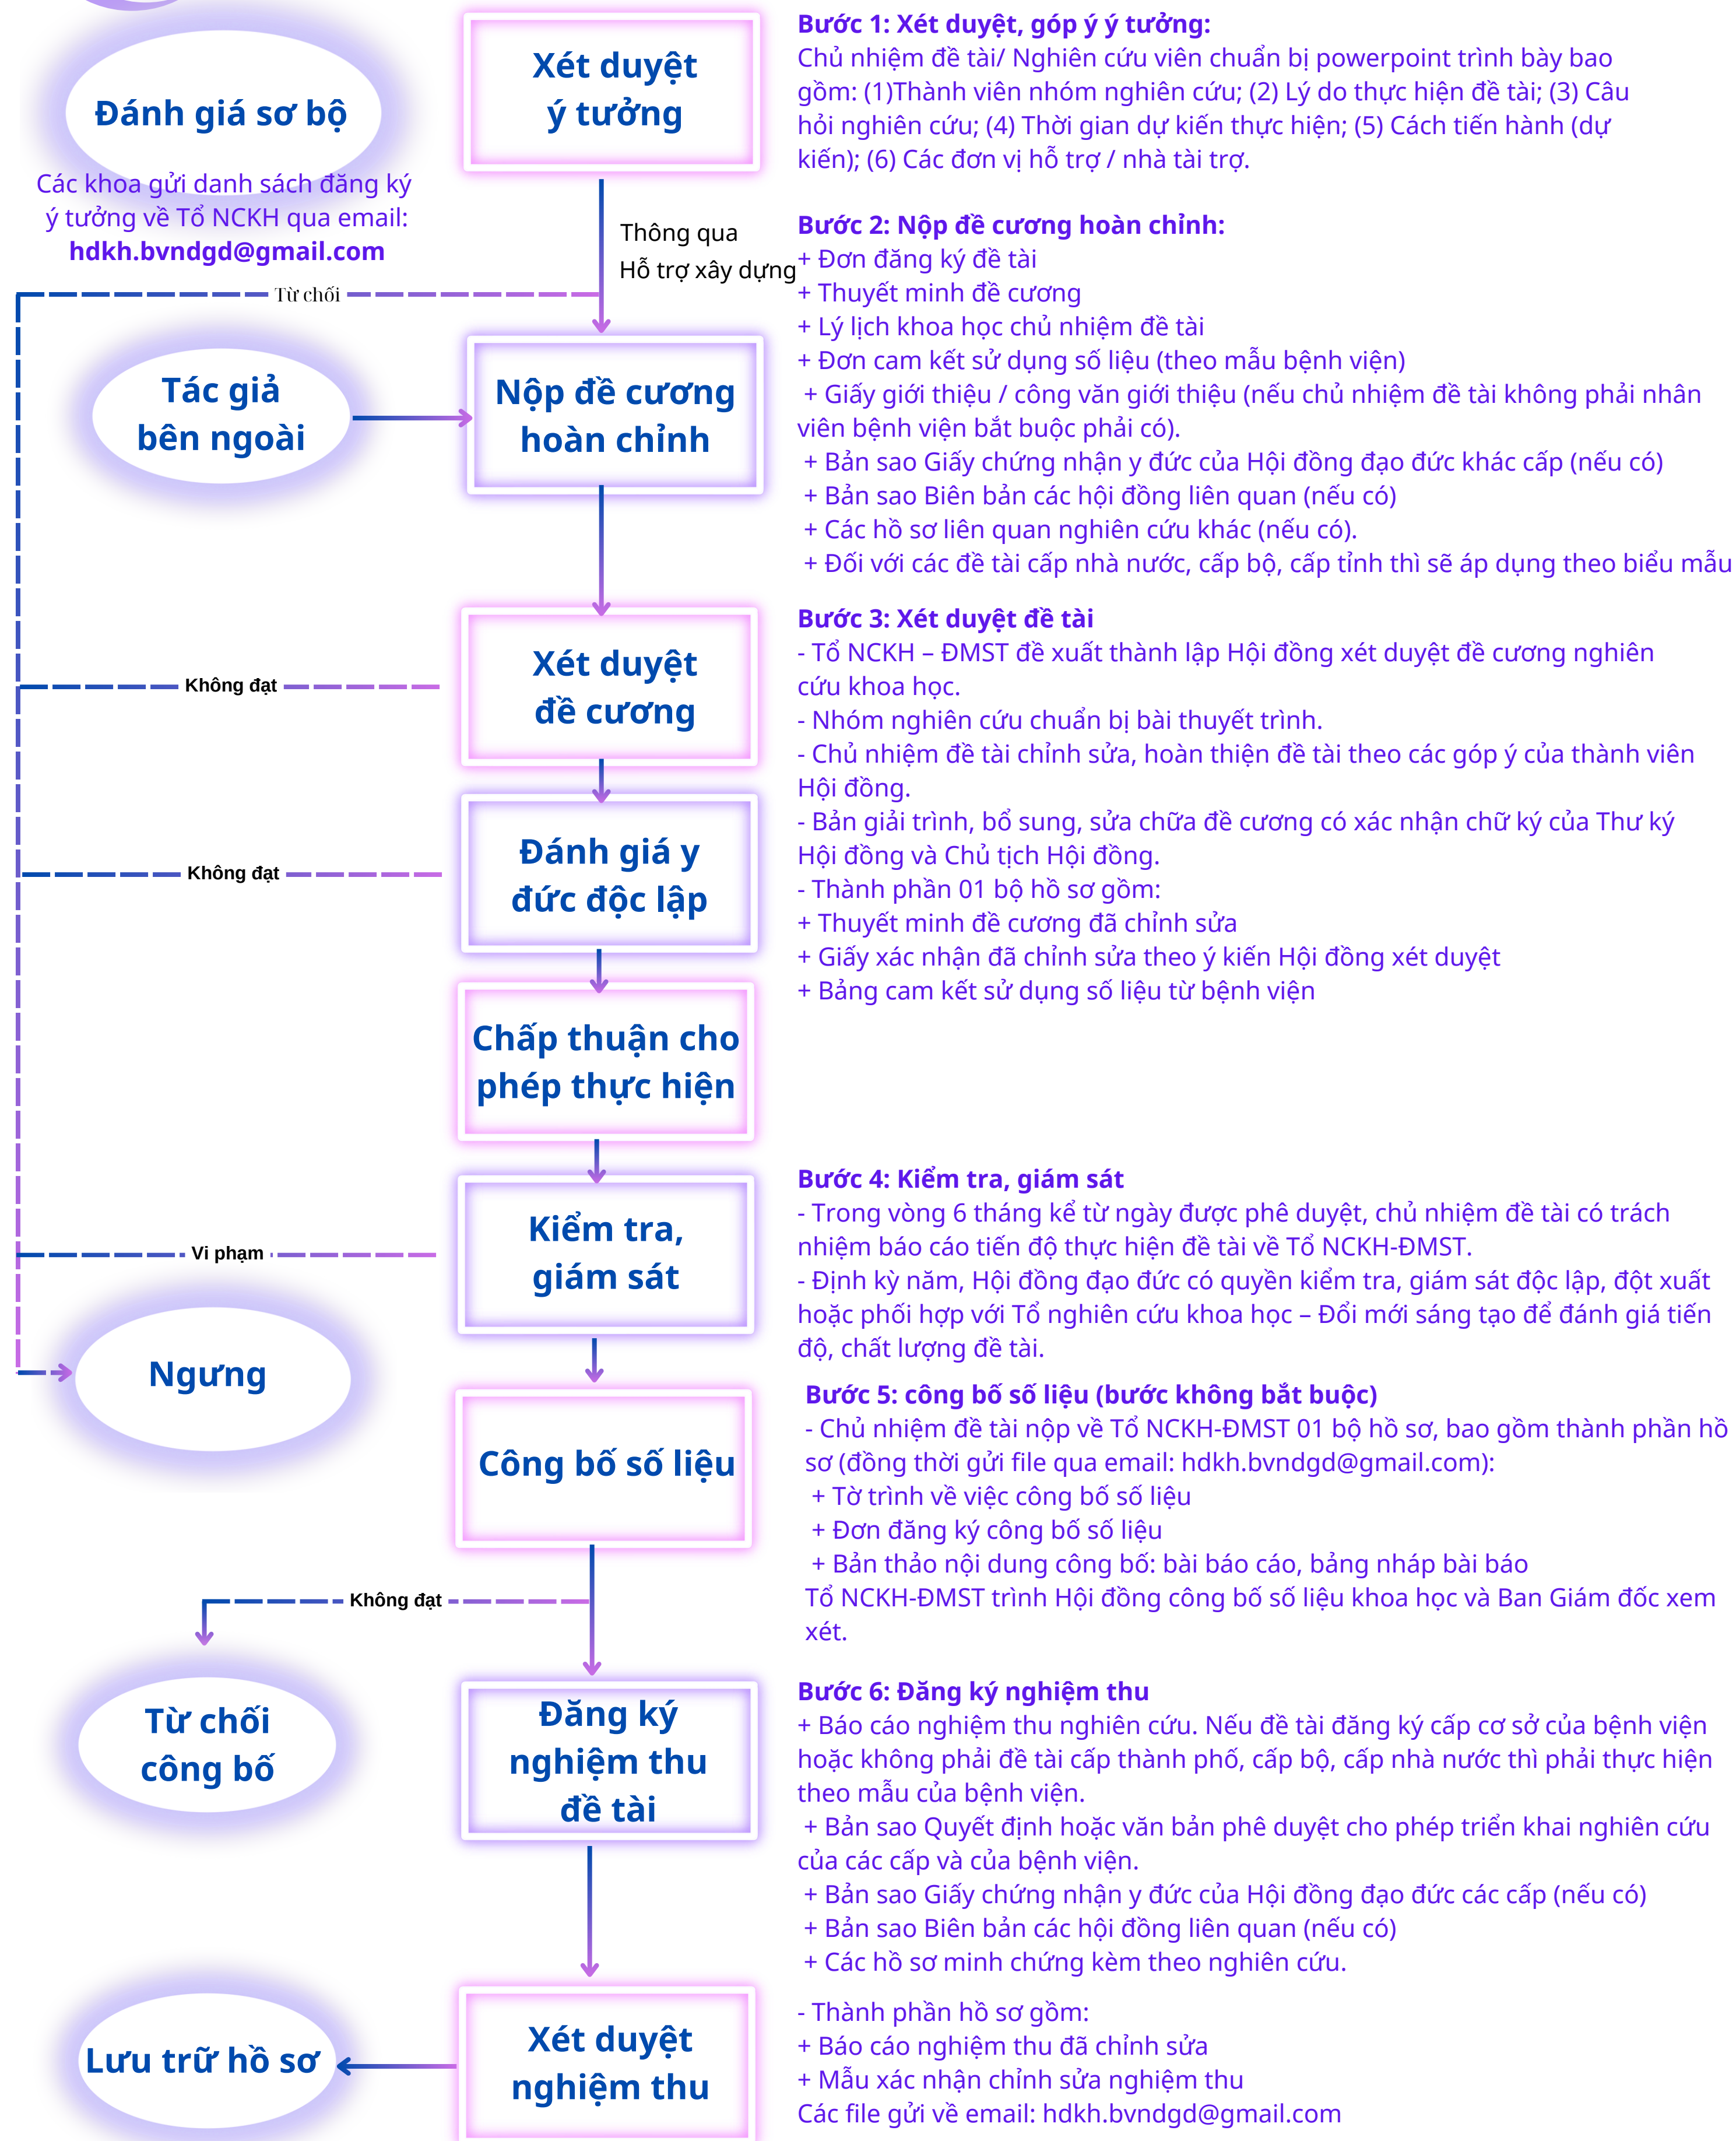 Đánh giá sơ bộ
Các khoa gửi danh sách đăng ký
ý tưởng về Tổ NCKH qua email:
hdkh.bvndgd@gmail.com
Xét duyệt
ý tưởng
Thông qua
Hỗ trợ xây dựng
Từ chối
Tác giả
bên ngoài
Nộp đề cương
hoàn chỉnh
Xét duyệt
đề cương
Không đạt
Đánh giá y
đức độc lập
Không đạt
Chấp thuận cho
phép thực hiện
Kiểm tra,
giám sát
Vi phạm
Ngưng
Công bố số liệu
Không đạt
Từ chối
công bố
Đăng ký
nghiệm thu
đề tài
Xét duyệt
nghiệm thu
Lưu trữ hồ sơ
Bước 1: Xét duyệt, góp ý ý tưởng:
Chủ nhiệm đề tài/ Nghiên cứu viên chuẩn bị powerpoint trình bày bao
gồm: (1)Thành viên nhóm nghiên cứu; (2) Lý do thực hiện đề tài; (3) Câu
hỏi nghiên cứu; (4) Thời gian dự kiến thực hiện; (5) Cách tiến hành (dự
kiến); (6) Các đơn vị hỗ trợ / nhà tài trợ.
Bước 2: Nộp đề cương hoàn chỉnh:
+ Đơn đăng ký đề tài
+ Thuyết minh đề cương
+ Lý lịch khoa học chủ nhiệm đề tài
+ Đơn cam kết sử dụng số liệu (theo mẫu bệnh viện)
+ Giấy giới thiệu / công văn giới thiệu (nếu chủ nhiệm đề tài không phải nhân
viên bệnh viện bắt buộc phải có).
+ Bản sao Giấy chứng nhận y đức của Hội đồng đạo đức khác cấp (nếu có)
+ Bản sao Biên bản các hội đồng liên quan (nếu có)
+ Các hồ sơ liên quan nghiên cứu khác (nếu có).
+ Đối với các đề tài cấp nhà nước, cấp bộ, cấp tỉnh thì sẽ áp dụng theo biểu mẫu
Bước 3: Xét duyệt đề tài
- Tổ NCKH – ĐMST đề xuất thành lập Hội đồng xét duyệt đề cương nghiên
cứu khoa học.
- Nhóm nghiên cứu chuẩn bị bài thuyết trình.
- Chủ nhiệm đề tài chỉnh sửa, hoàn thiện đề tài theo các góp ý của thành viên
Hội đồng.
- Bản giải trình, bổ sung, sửa chữa đề cương có xác nhận chữ ký của Thư ký
Hội đồng và Chủ tịch Hội đồng.
- Thành phần 01 bộ hồ sơ gồm:
+ Thuyết minh đề cương đã chỉnh sửa
+ Giấy xác nhận đã chỉnh sửa theo ý kiến Hội đồng xét duyệt
+ Bảng cam kết sử dụng số liệu từ bệnh viện
Bước 4: Kiểm tra, giám sát
- Trong vòng 6 tháng kể từ ngày được phê duyệt, chủ nhiệm đề tài có trách
nhiệm báo cáo tiến độ thực hiện đề tài về Tổ NCKH-ĐMST.
- Định kỳ năm, Hội đồng đạo đức có quyền kiểm tra, giám sát độc lập, đột xuất
hoặc phối hợp với Tổ nghiên cứu khoa học – Đổi mới sáng tạo để đánh giá tiến
độ, chất lượng đề tài.
Bước 5: công bố số liệu (bước không bắt buộc)
- Chủ nhiệm đề tài nộp về Tổ NCKH-ĐMST 01 bộ hồ sơ, bao gồm thành phần hồ
sơ (đồng thời gửi file qua email: hdkh.bvndgd@gmail.com):
+ Tờ trình về việc công bố số liệu
+ Đơn đăng ký công bố số liệu
+ Bản thảo nội dung công bố: bài báo cáo, bảng nháp bài báo
Tổ NCKH-ĐMST trình Hội đồng công bố số liệu khoa học và Ban Giám đốc xem
xét.
Bước 6: Đăng ký nghiệm thu
+ Báo cáo nghiệm thu nghiên cứu. Nếu đề tài đăng ký cấp cơ sở của bệnh viện
hoặc không phải đề tài cấp thành phố, cấp bộ, cấp nhà nước thì phải thực hiện
theo mẫu của bệnh viện.
+ Bản sao Quyết định hoặc văn bản phê duyệt cho phép triển khai nghiên cứu
của các cấp và của bệnh viện.
+ Bản sao Giấy chứng nhận y đức của Hội đồng đạo đức các cấp (nếu có)
+ Bản sao Biên bản các hội đồng liên quan (nếu có)
+ Các hồ sơ minh chứng kèm theo nghiên cứu.
- Thành phần hồ sơ gồm:
+ Báo cáo nghiệm thu đã chỉnh sửa
+ Mẫu xác nhận chỉnh sửa nghiệm thu
Các file gửi về email: hdkh.bvndgd@gmail.com